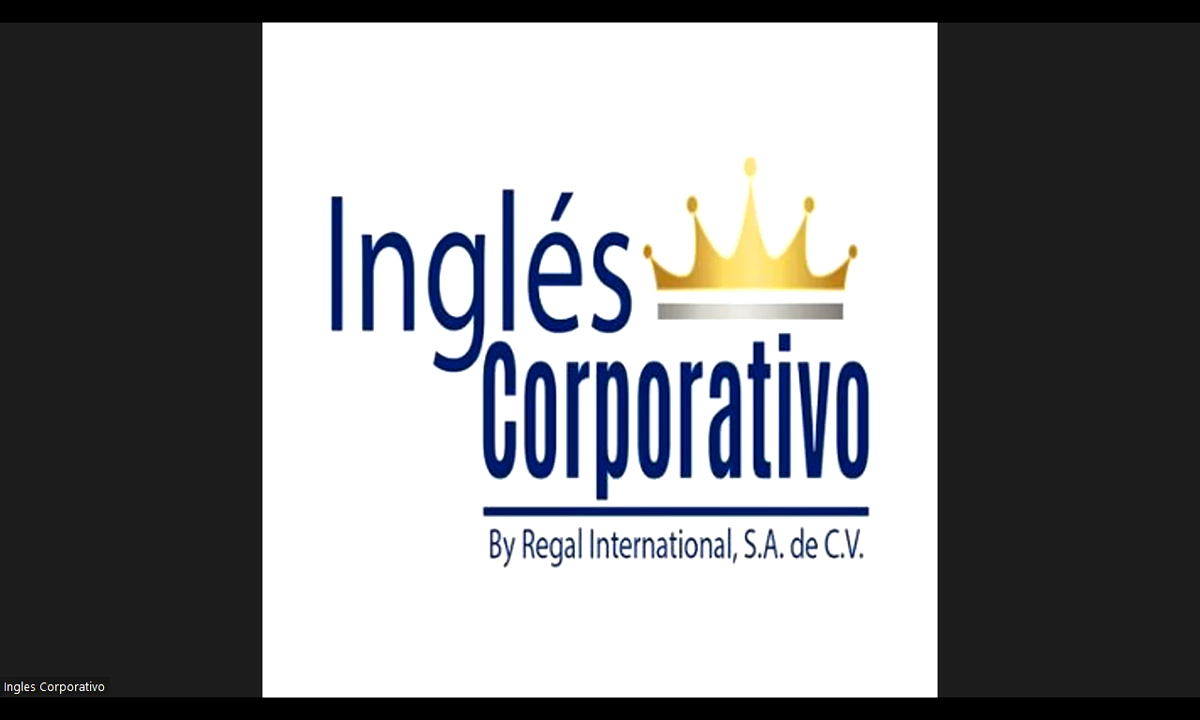 Inglés
Corporativo
By Regal International, S.A. de C.V.
Ingles Corporativo